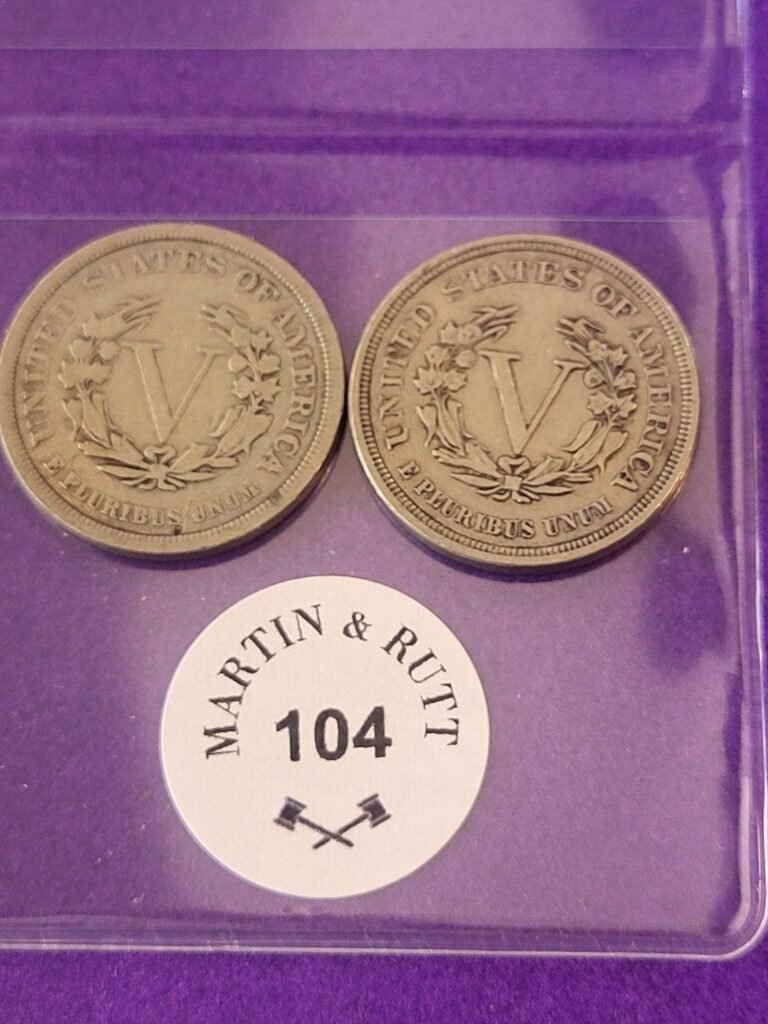 UNITED STATES OF AMERICA
V
E PLURIBUS UNUM
UNITED STATES OF AMERICA
V
E PLURIBUS UNUM
MARTIN & RUTT
104